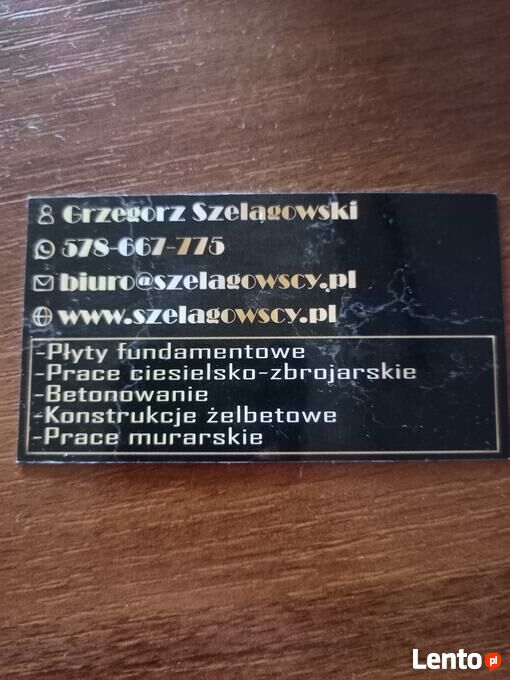 Grzegorz Szelągowski
578-667-775
biuro@szelagowscy.pl
www.szelagowscy.pl
-Płyty fundamentowe
-Prace ciesielsko-zbrojarskie
-Betonowanie
-Konstrukcje żelbetowe
-Prace murarskie
Lento.pl